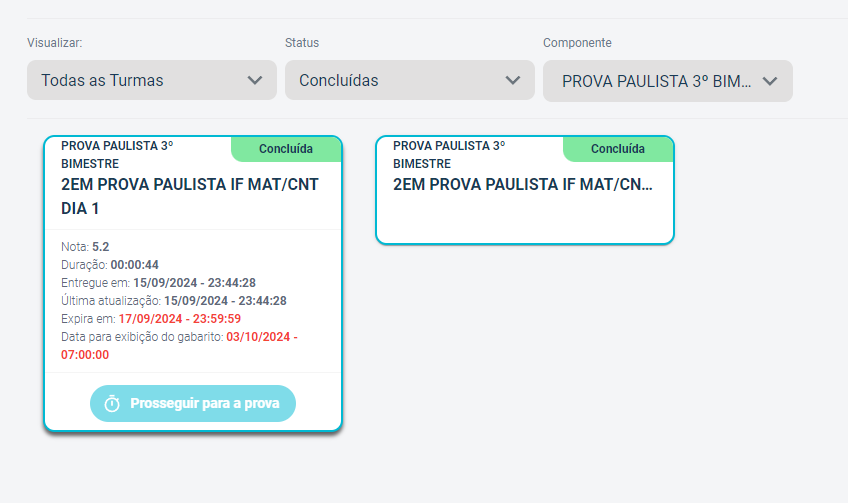 Visualizar:
Status
Componente
Todas as Turmas
Concluídas
PROVA PAULISTA 3º BIM...
PROVA PAULISTA 3º
BIMESTRE
Concluída
2EM PROVA PAULISTA IF MAT/CNT
DIA 1
Nota: 5.2
Duração: 00:00:44
Entregue em: 15/09/2024 - 23:44:28
Última atualização: 15/09/2024 - 23:44:28
Expira em: 17/09/2024 - 23:59:59
Data para exibição do gabarito: 03/10/2024 -
07:00:00
Prosseguir para a prova
PROVA PAULISTA 3º
BIMESTRE
Concluída
2EM PROVA PAULISTA IF MAT/CN...